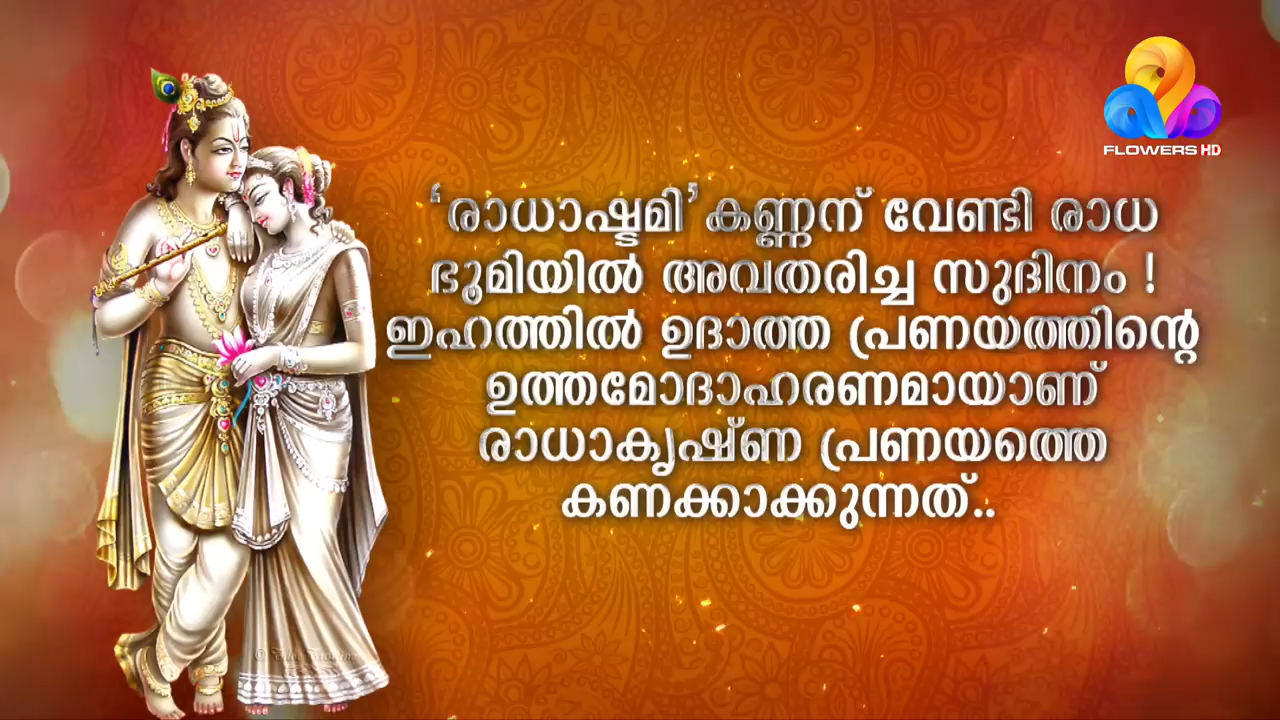 FLOWERS HD
‘രാധാഷ്ടമി’ കണ്ണന് വേണ്ടി രാധ
ഭൂമിയിൽ അവതരിച്ച സുദിനം !
ഇഹത്തിൽ ഉദാത്ത പ്രണയത്തിന്റെ
ഉത്തമോദാഹരണമായാണ്
രാധാകൃഷ്ണ പ്രണയത്തെ
കണക്കാക്കുന്നത്..